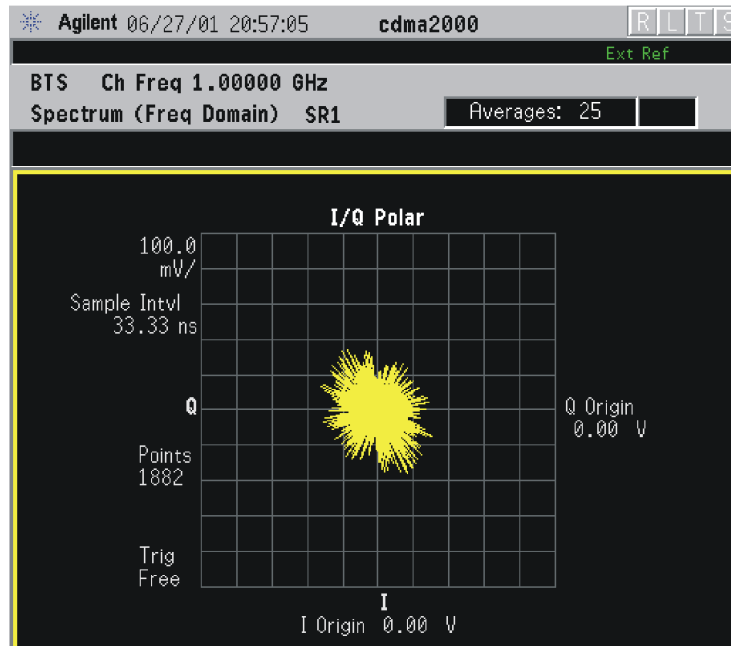 Agilent 06/27/01 20:57:05 cdma2000 R L T S
Ext Ref
BTS Ch Freq 1.00000 GHz
Spectrum (Freq Domain) SR1 Averages: 25
I/Q Polar
100.0
mV/
Sample Intvl
33.33 ns
Q
Q Origin
0.00 V
Points
1882
Trig
Free
I
I Origin 0.00 V